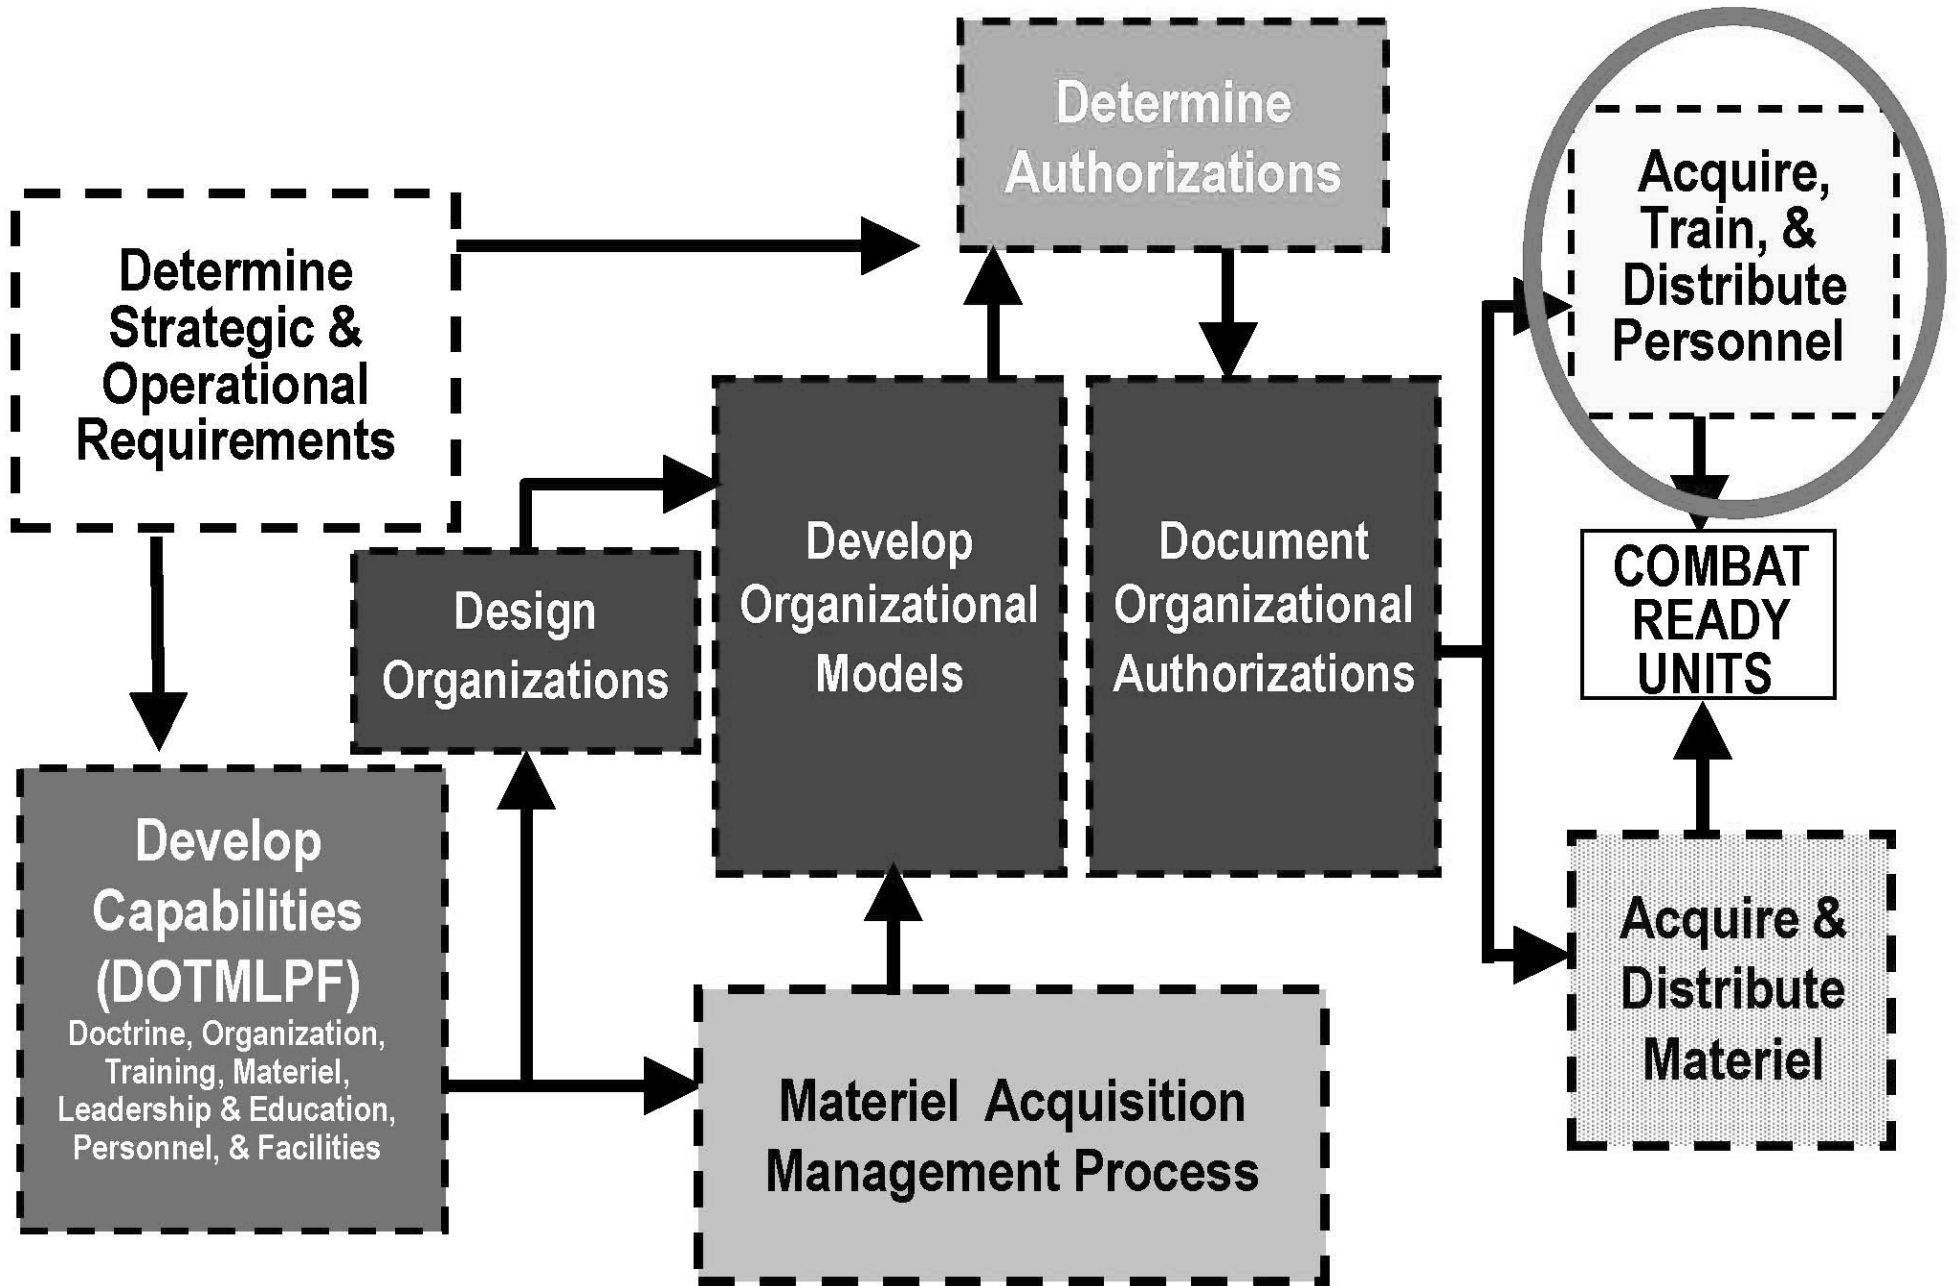 Determine
Authorizations
Acquire,
Train, &
Distribute
Personnel
Determine
Strategic &
Operational
Requirements
Design
Organizations
Develop
Organizational
Models
Document
Organizational
Authorizations
COMBAT
READY
UNITS
Develop
Capabilities
(DOTMLPF)
Doctrine, Organization,
Training, Materiel,
Leadership & Education,
Personnel, & Facilities
Materiel Acquisition
Management Process
Acquire &
Distribute
Materiel